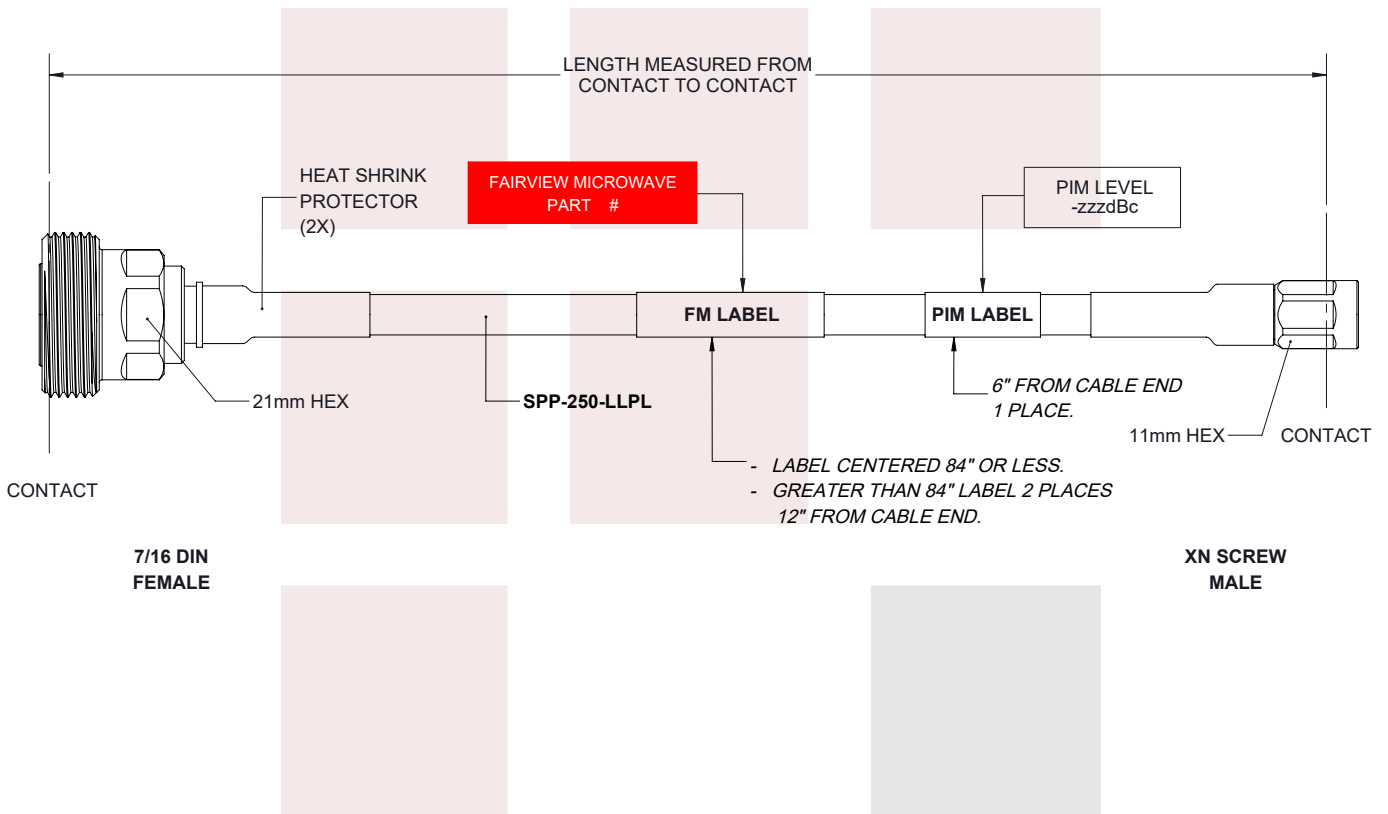 LENGTH MEASURED FROM
CONTACT TO CONTACT
HEAT SHRINK
PROTECTOR
(2X)
FAIRVIEW MICROWAVE
PART #
PIM LEVEL
-zzzdBc
FM LABEL
PIM LABEL
21mm HEX
SPP-250-LLPL
6" FROM CABLE END
1 PLACE.
11mm HEX
CONTACT
- LABEL CENTERED 84" OR LESS.
- GREATER THAN 84" LABEL 2 PLACES
12" FROM CABLE END.
CONTACT
7/16 DIN
FEMALE
XN SCREW
MALE